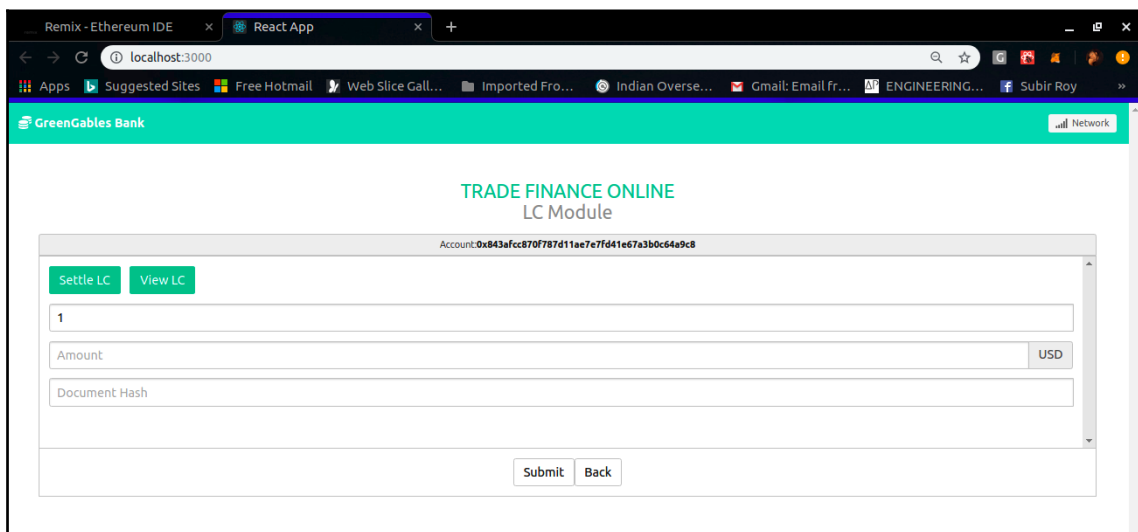 Remix - Ethereum IDE × React App × +
localhost:3000
Apps Suggested Sites Free Hotmail Web Slice Gall... Imported Fro... Indian Overse... Gmail: Email fr... ENGINEERING... Subir Roy »
GreenGables Bank Network
TRADE FINANCE ONLINE
LC Module
Account:0x843afcc870f787d11ae7e7fd41e67a3b0c64a9c8
Settle LC View LC
1
Amount USD
Document Hash
Submit Back